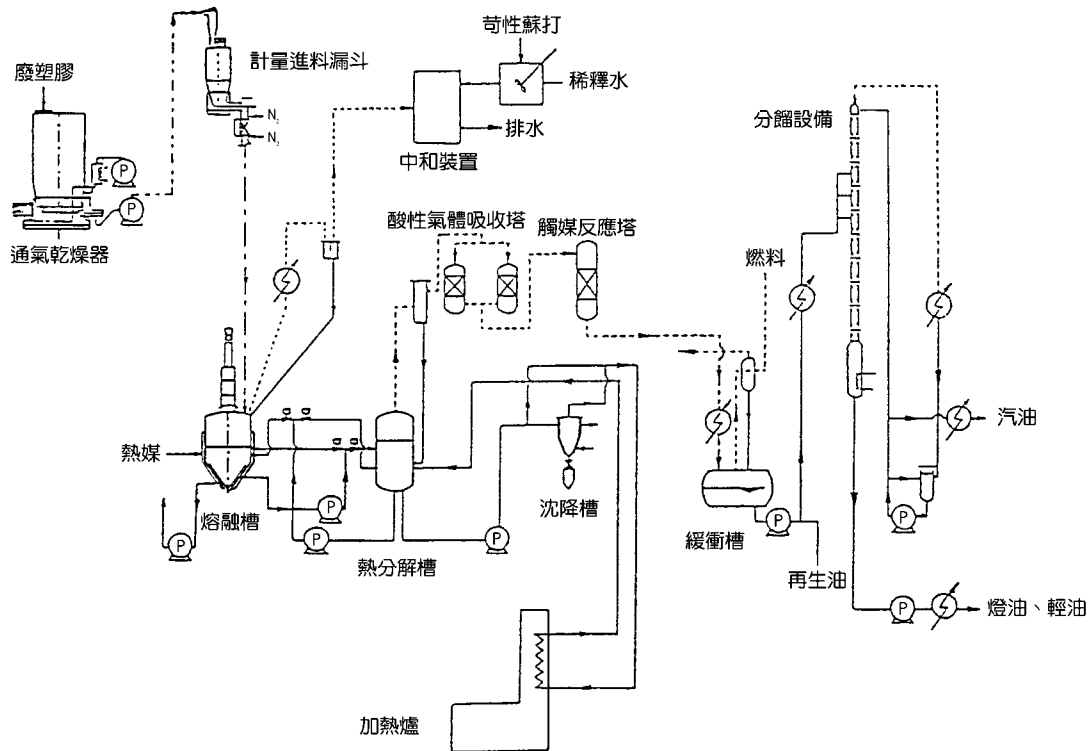 苛性蘇打
計量進料漏斗
廢塑膠
稀釋水
N2
N2
排水
中和裝置
分餾設備
P
P
通氣乾燥器
酸性氣體吸收塔
觸媒反應塔
燃料
汽油
熱媒
熔融槽
沈降槽
緩衝槽
P
P
P
P
P
P
熱分解槽
再生油
P
燈油、輕油
加熱爐